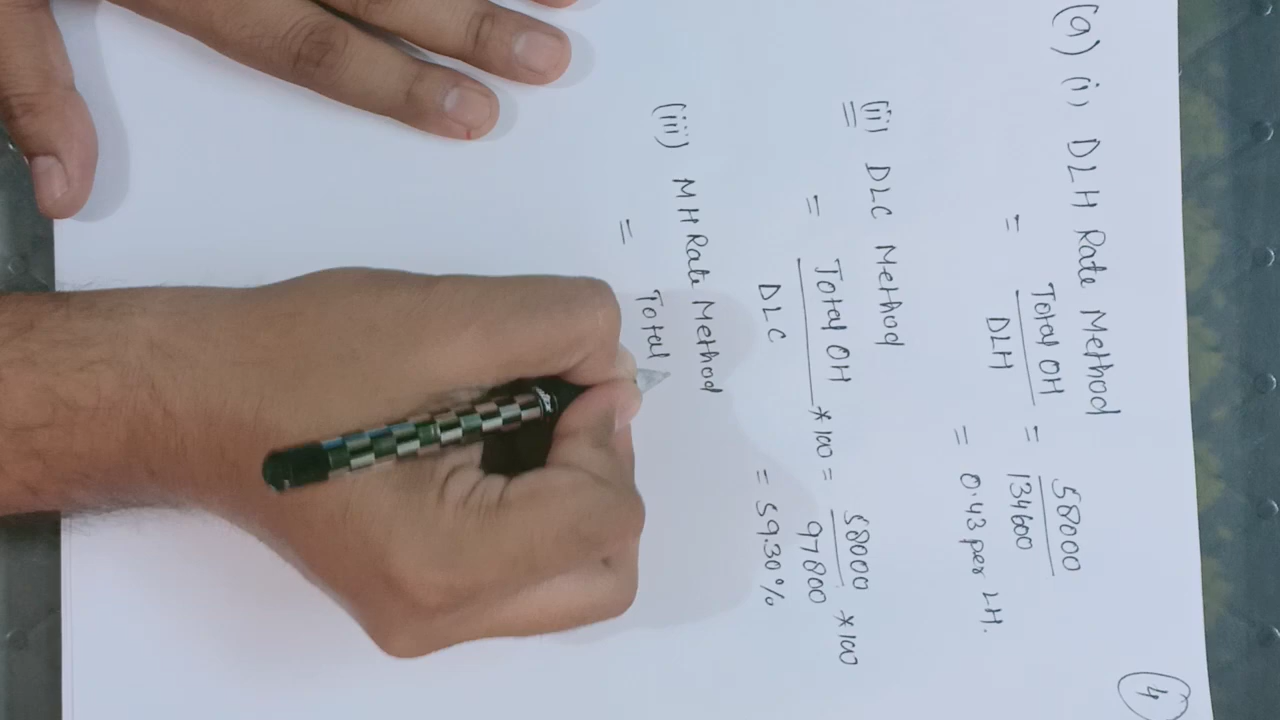 4
(a) (i), DLH Rate Method
= Total OH / DLH = 58000 / 134600
= 0.43 per LH.
(ii) DLC Method
= Total OH / DLC * 100 = 58000 / 97800 * 100
= 59.30%
(iii) MH Rate Method
= Total